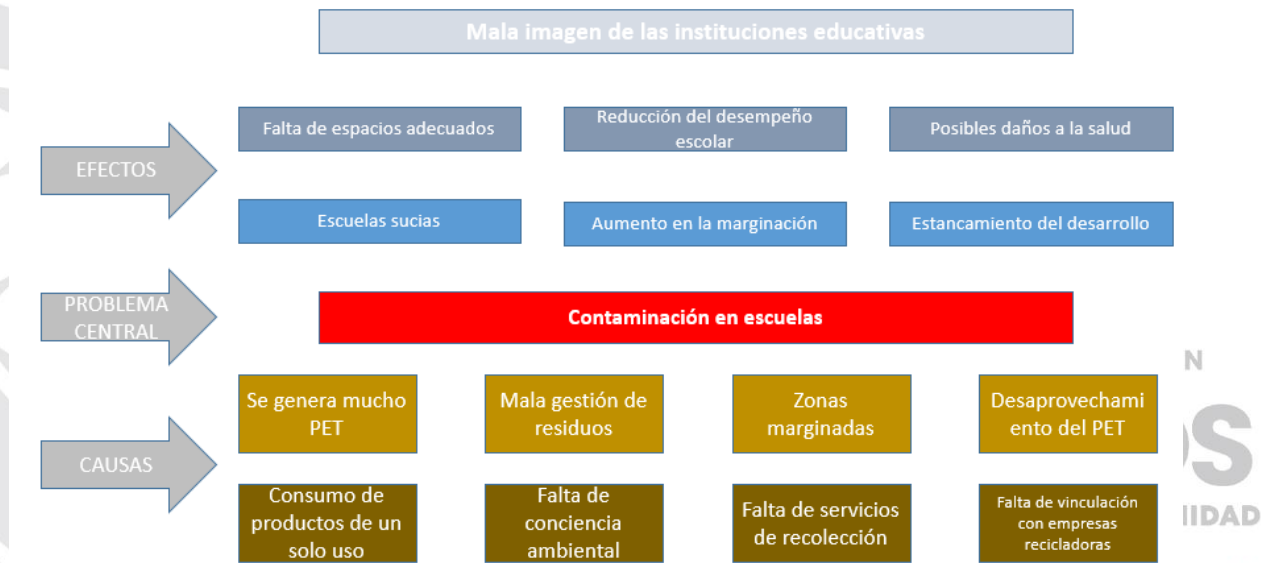 Mala imagen de las instituciones educativas
Falta de espacios adecuados
Reducción del desempeño
escolar
Posibles daños a la salud
EFECTOS
Escuelas sucias
Aumento en la marginación
Estancamiento del desarrollo
PROBLEMA
CENTRAL
Contaminación en escuelas
N
Se genera mucho
PET
Mala gestión de
residuos
Zonas
marginadas
Desaprovechami
ento del PET
OS
CAUSAS
Consumo de
productos de un
solo uso
Falta de
conciencia
ambiental
Falta de servicios
de recolección
Falta de vinculación
con empresas
recicladoras
IIDAD